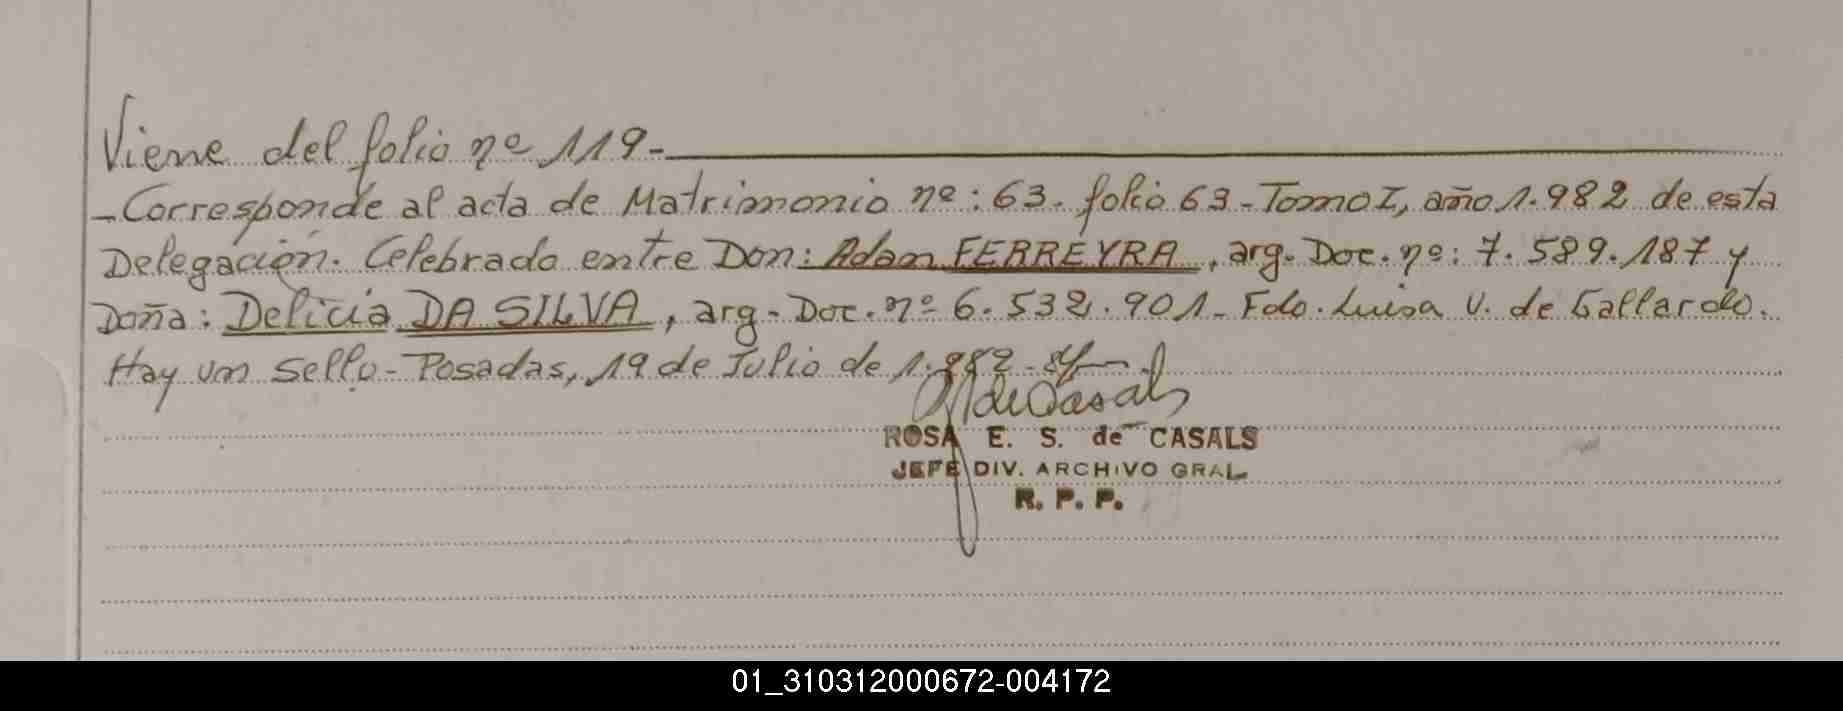 Viene del folio nº 119-
-Corresponde al acta de Matrimonio nº: 63. folio 63-Tomo I, año 1.982 de esta
Delegación. Celebrado entre Don: Adan FERREYRA, arg. Doc. nº: 7.589.187 y
Doña: Delicia DA SILVA, arg- Doc. nº 6.532.901- Fdo. Luisa V. de Gallardo.
Hay un sello-Posadas, 19 de Julio de 1.982-
de Casals
ROSA E. S. de CASALS
JEFE DIV. ARCHIVO GRAL.
R. P. P.
01_310312000672-004172